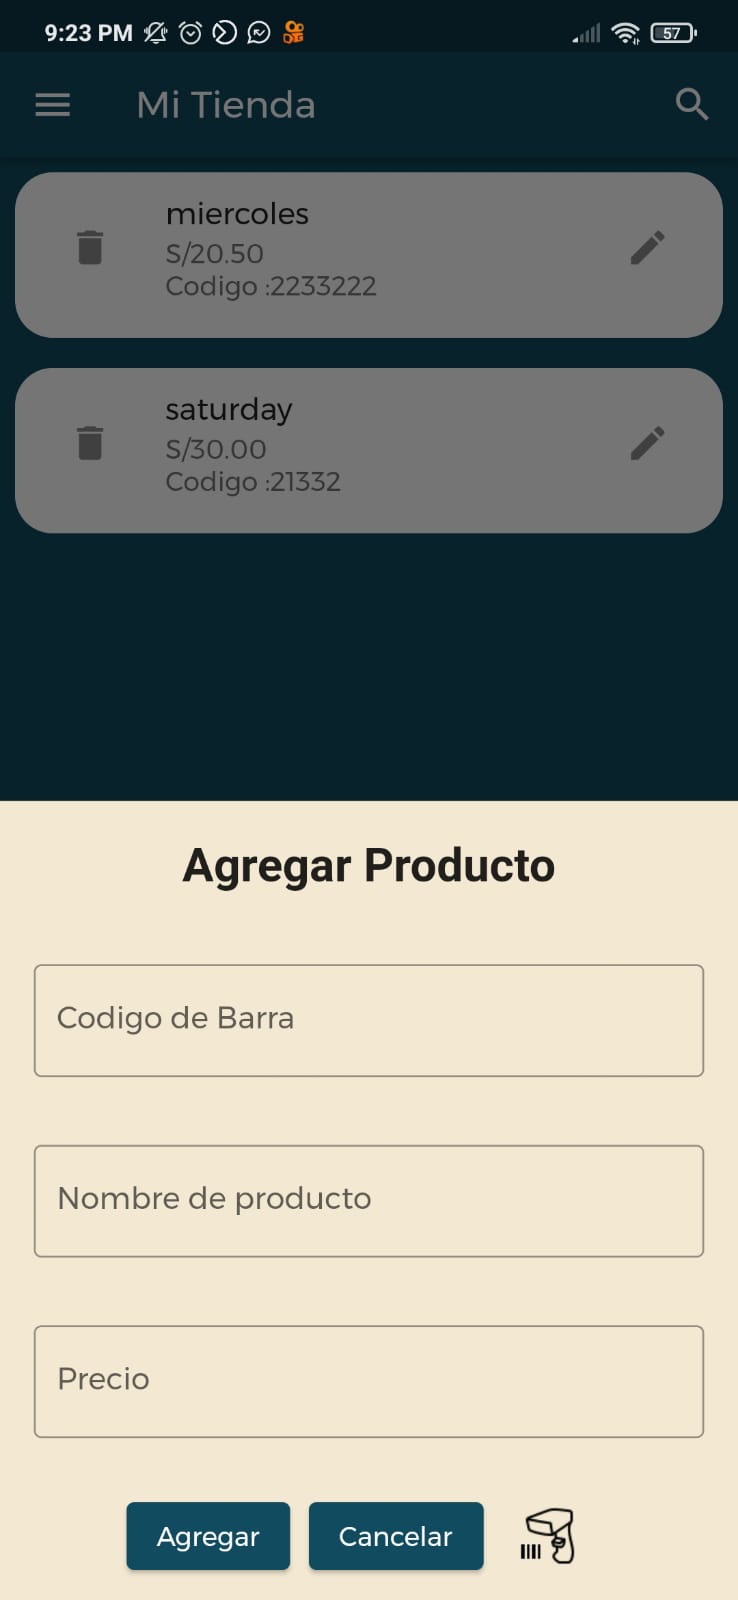 9:23 PM
57
Mi Tienda
miercoles
S/20.50
Codigo :2233222
saturday
S/30.00
Codigo :21332
Agregar Producto
Codigo de Barra
Nombre de producto
Precio
Agregar
Cancelar